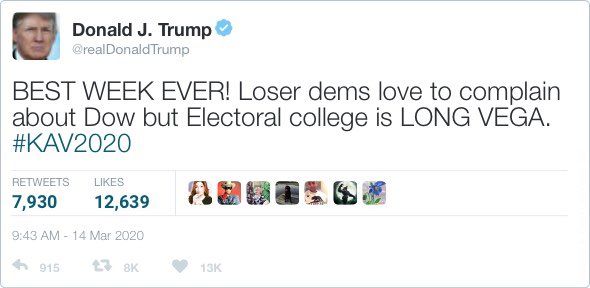 Donald J. Trump
@realDonaldTrump
BEST WEEK EVER! Loser dems love to complain
about Dow but Electoral college is LONG VEGA.
#KAV2020
RETWEETS LIKES
7,930 12,639
9:43 AM - 14 Mar 2020
915 8K 13K